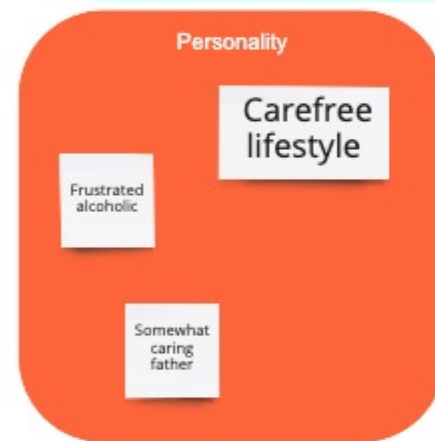 Personality
Carefree
lifestyle
Frustrated
alcoholic
Somewhat
caring
father